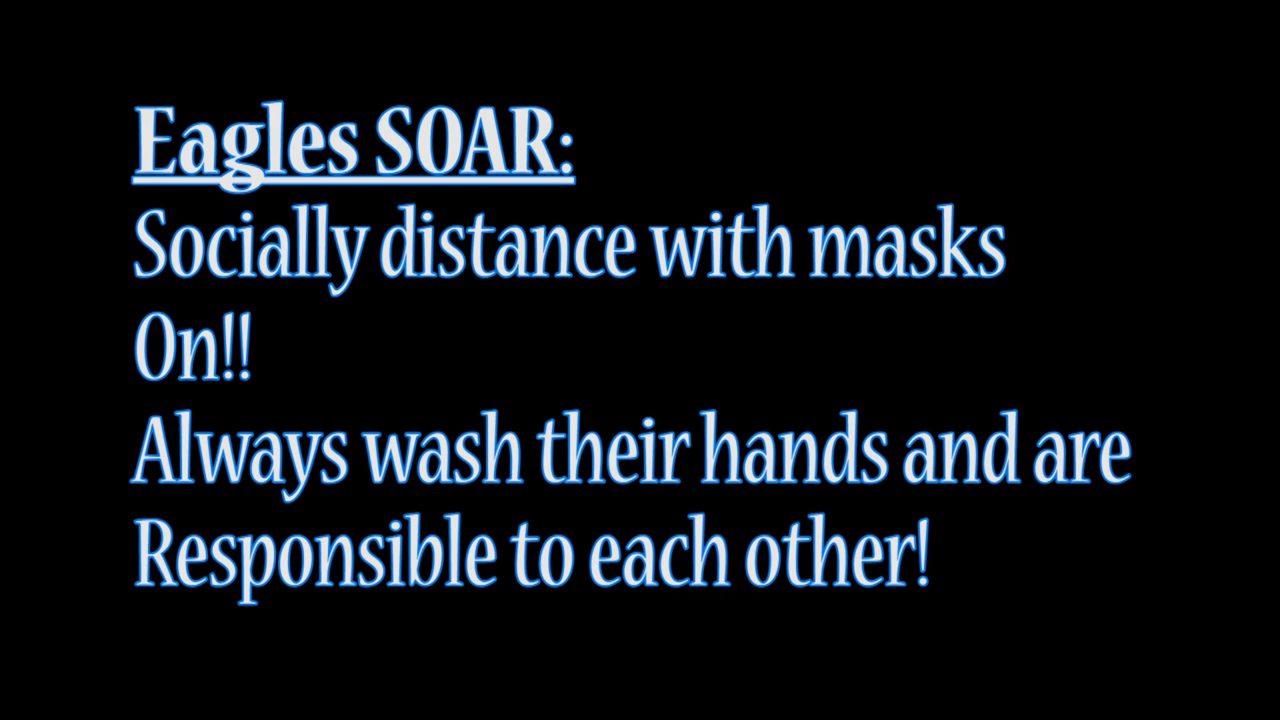 Eagles SOAR:
Socially distance with masks
On!!
Always wash their hands and are
Responsible to each other!